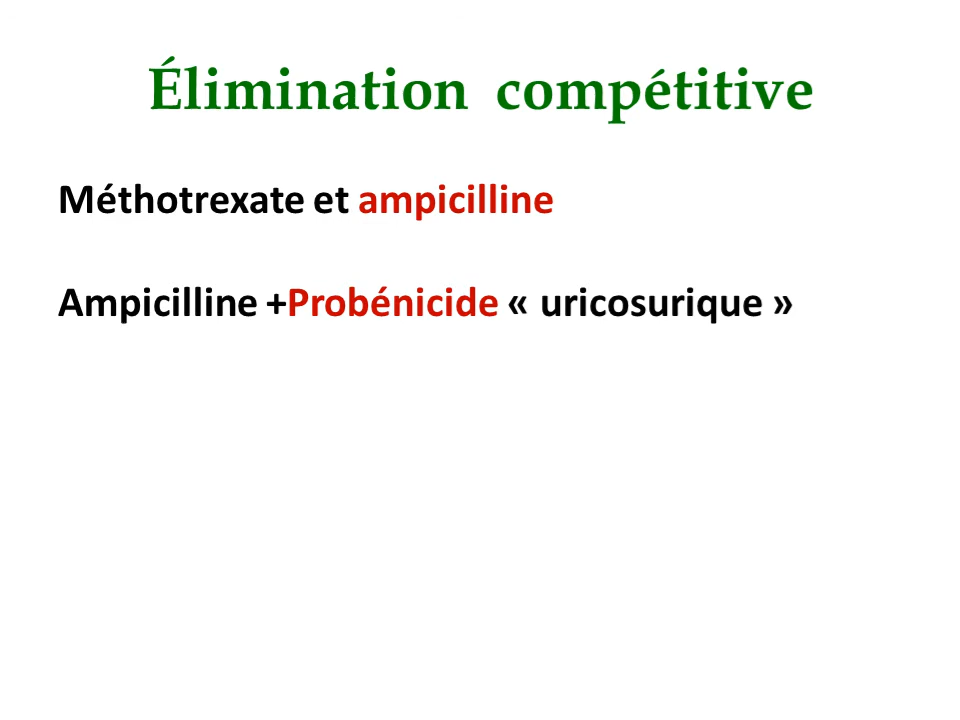 Élimination compétitive
Méthotrexate et ampicilline
Ampicilline +Probénicide « uricosurique »